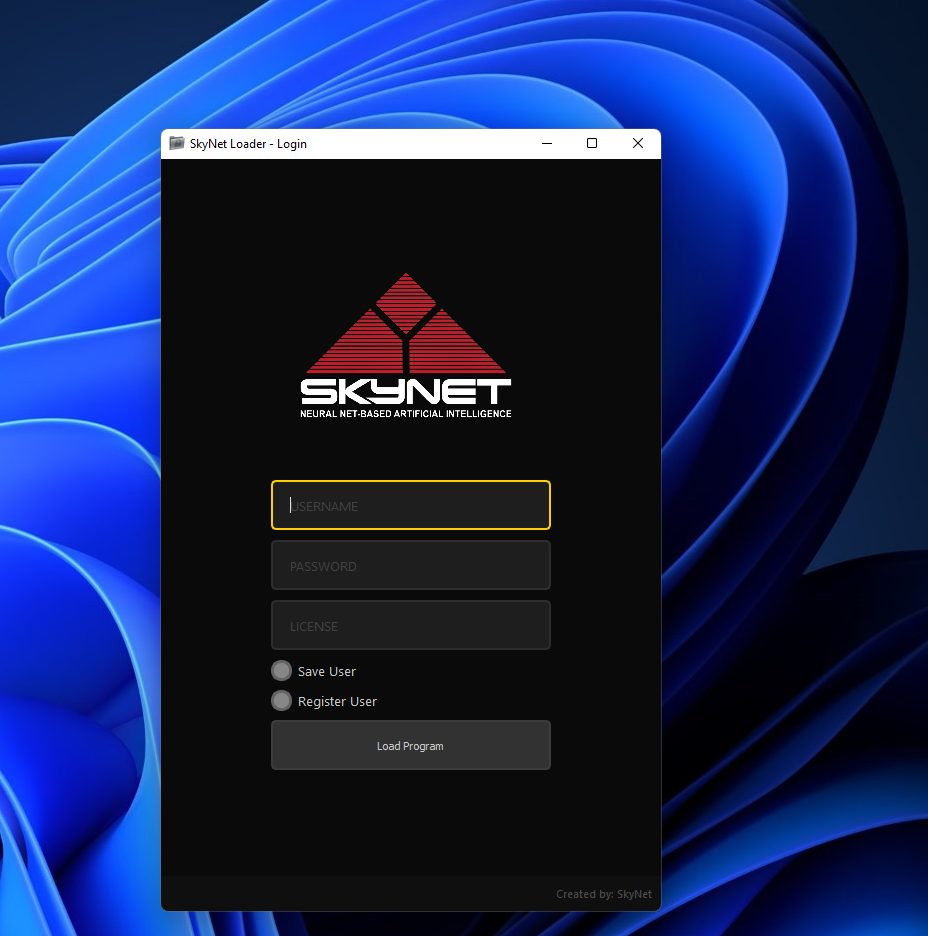 SkyNet Loader - Login
SKYNET
NEURAL NET-BASED ARTIFICIAL INTELLIGENCE
USERNAME
PASSWORD
LICENSE
Save User
Register User
Load Program
Created by: SkyNet